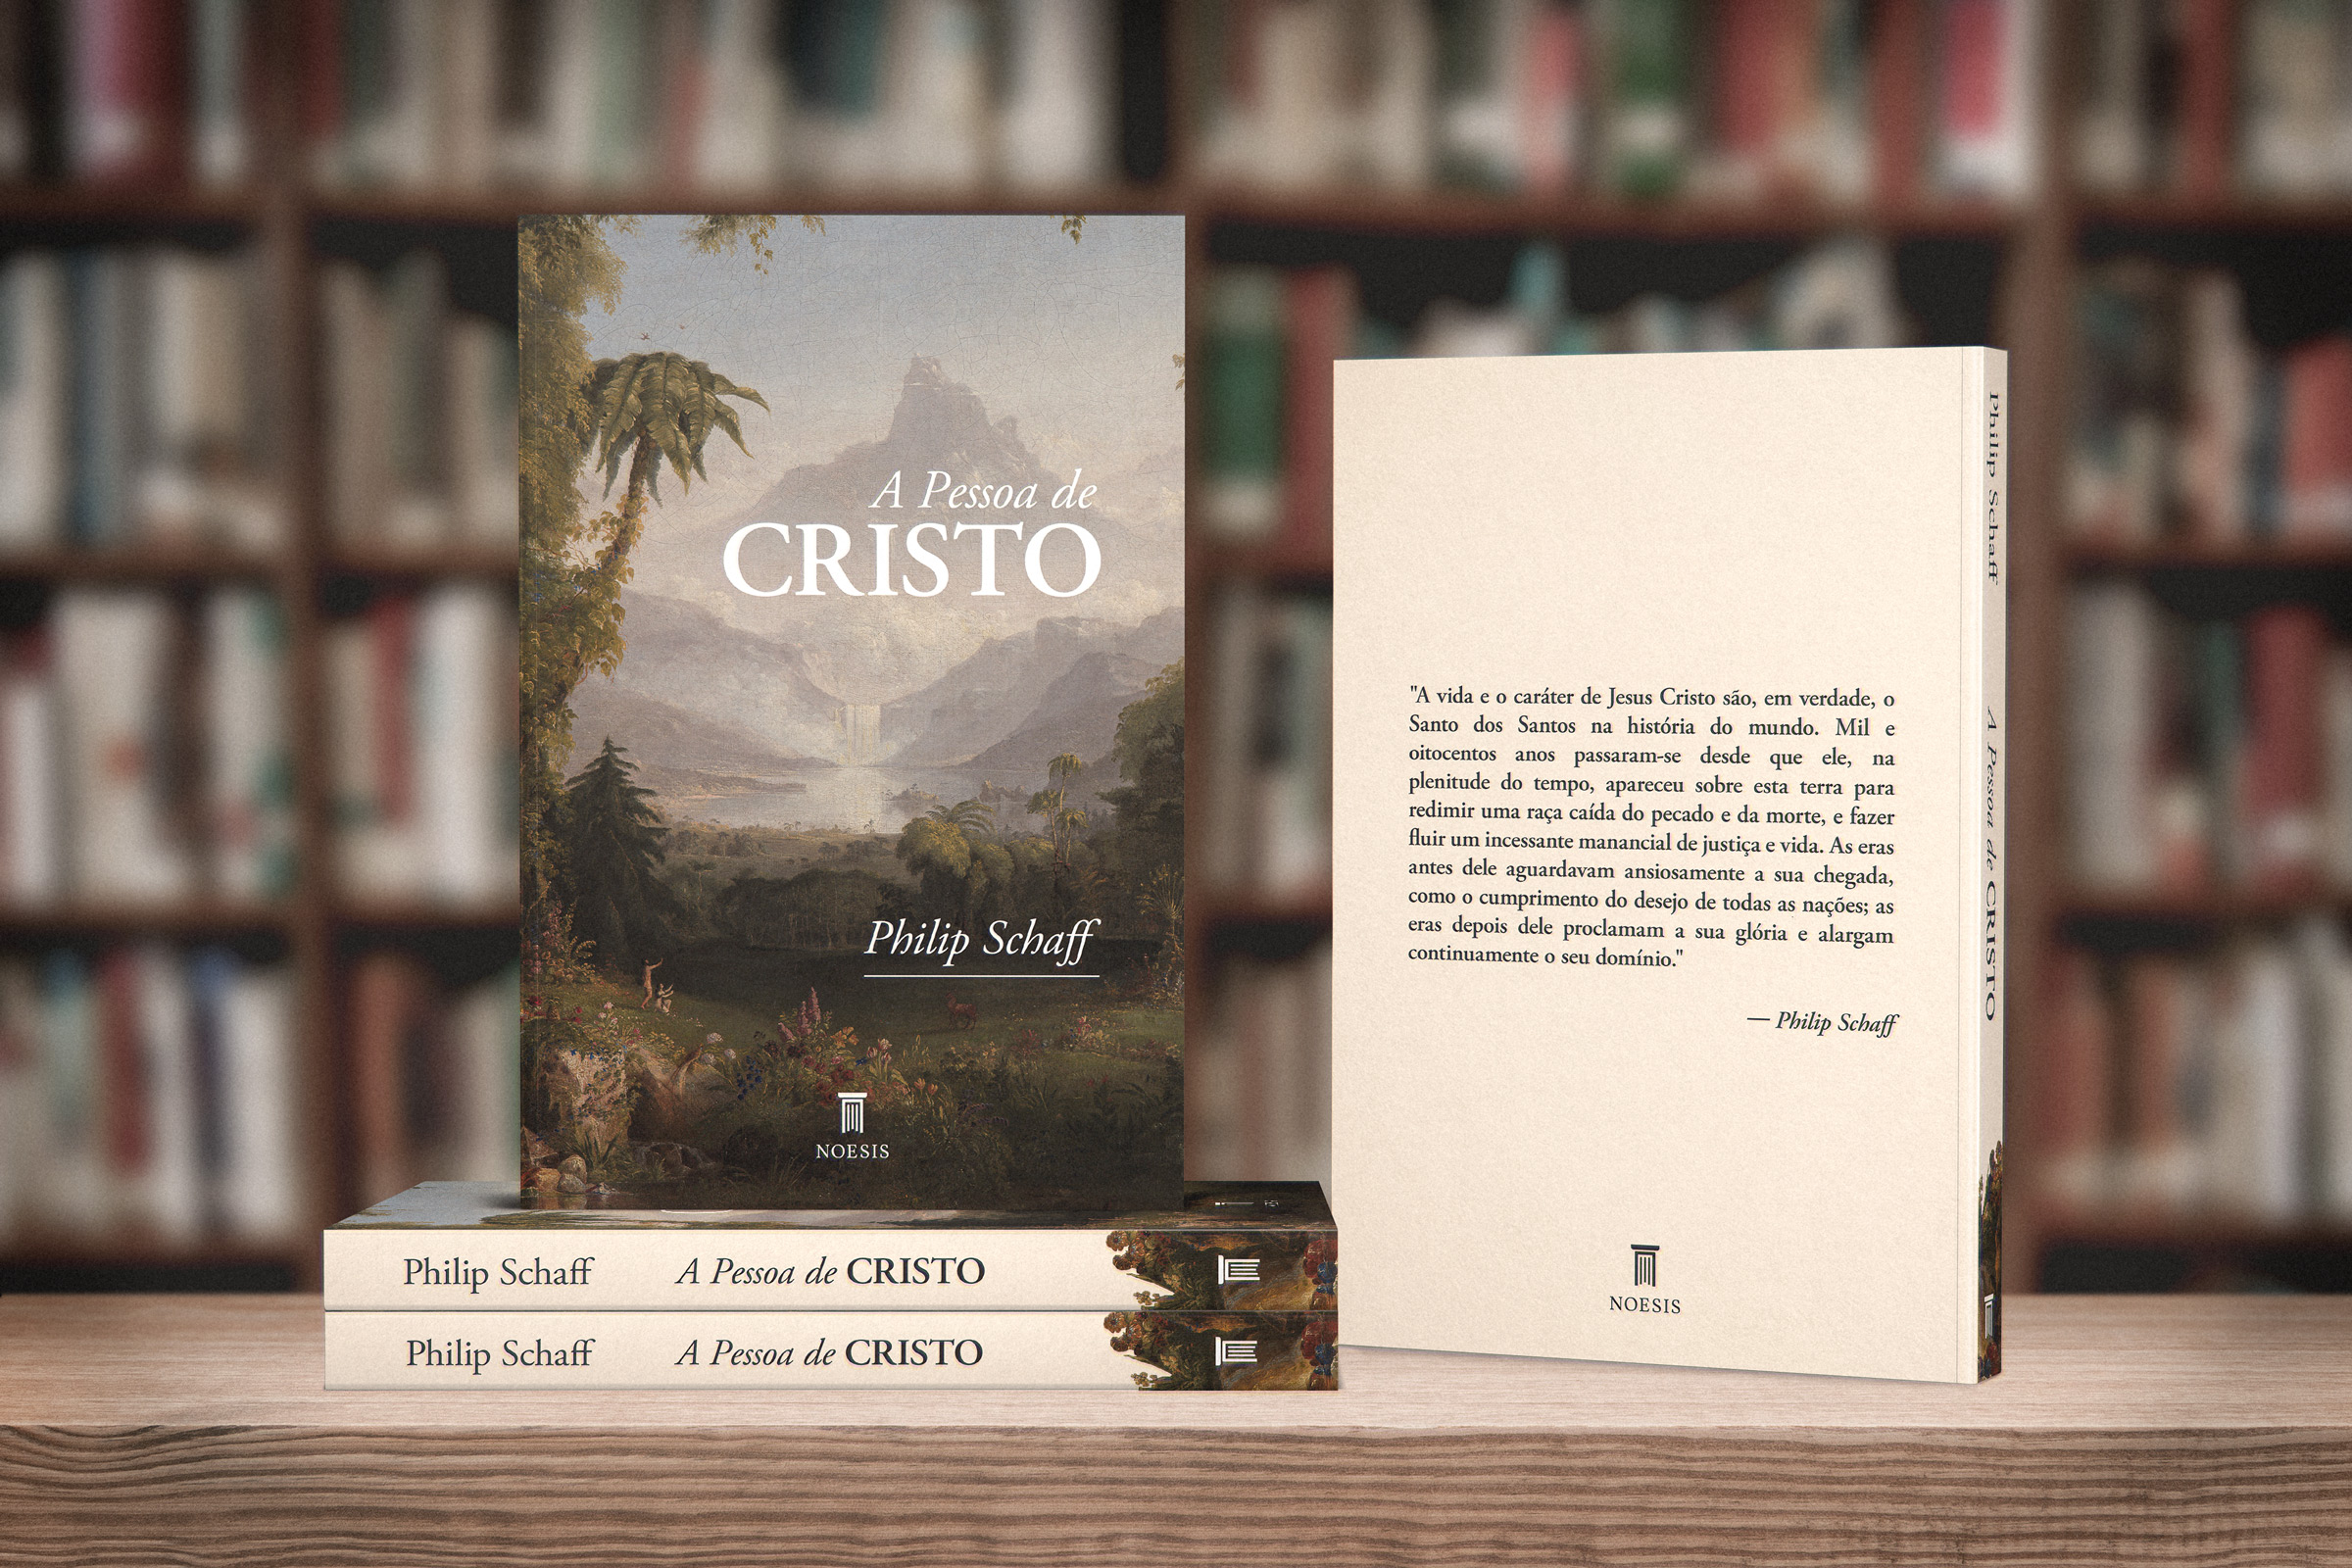 A Pessoa de
CRISTO
Philip Schaff
NOESIS
Philip Schaff A Pessoa de CRISTO
Philip Schaff A Pessoa de CRISTO
"A vida e o caráter de Jesus Cristo são, em verdade, o
Santo dos Santos na história do mundo. Mil e
oitocentos anos passaram-se desde que ele, na
plenitude do tempo, apareceu sobre esta terra para
redimir uma raça caída do pecado e da morte, e fazer
fluir um incessante manancial de justiça e vida. As eras
antes dele aguardavam ansiosamente a sua chegada,
como o cumprimento do desejo de todas as nações; as
eras depois dele proclamam a sua glória e alargam
continuamente o seu domínio."
— Philip Schaff
NOESIS
Philip Schaff A Pessoa de CRISTO